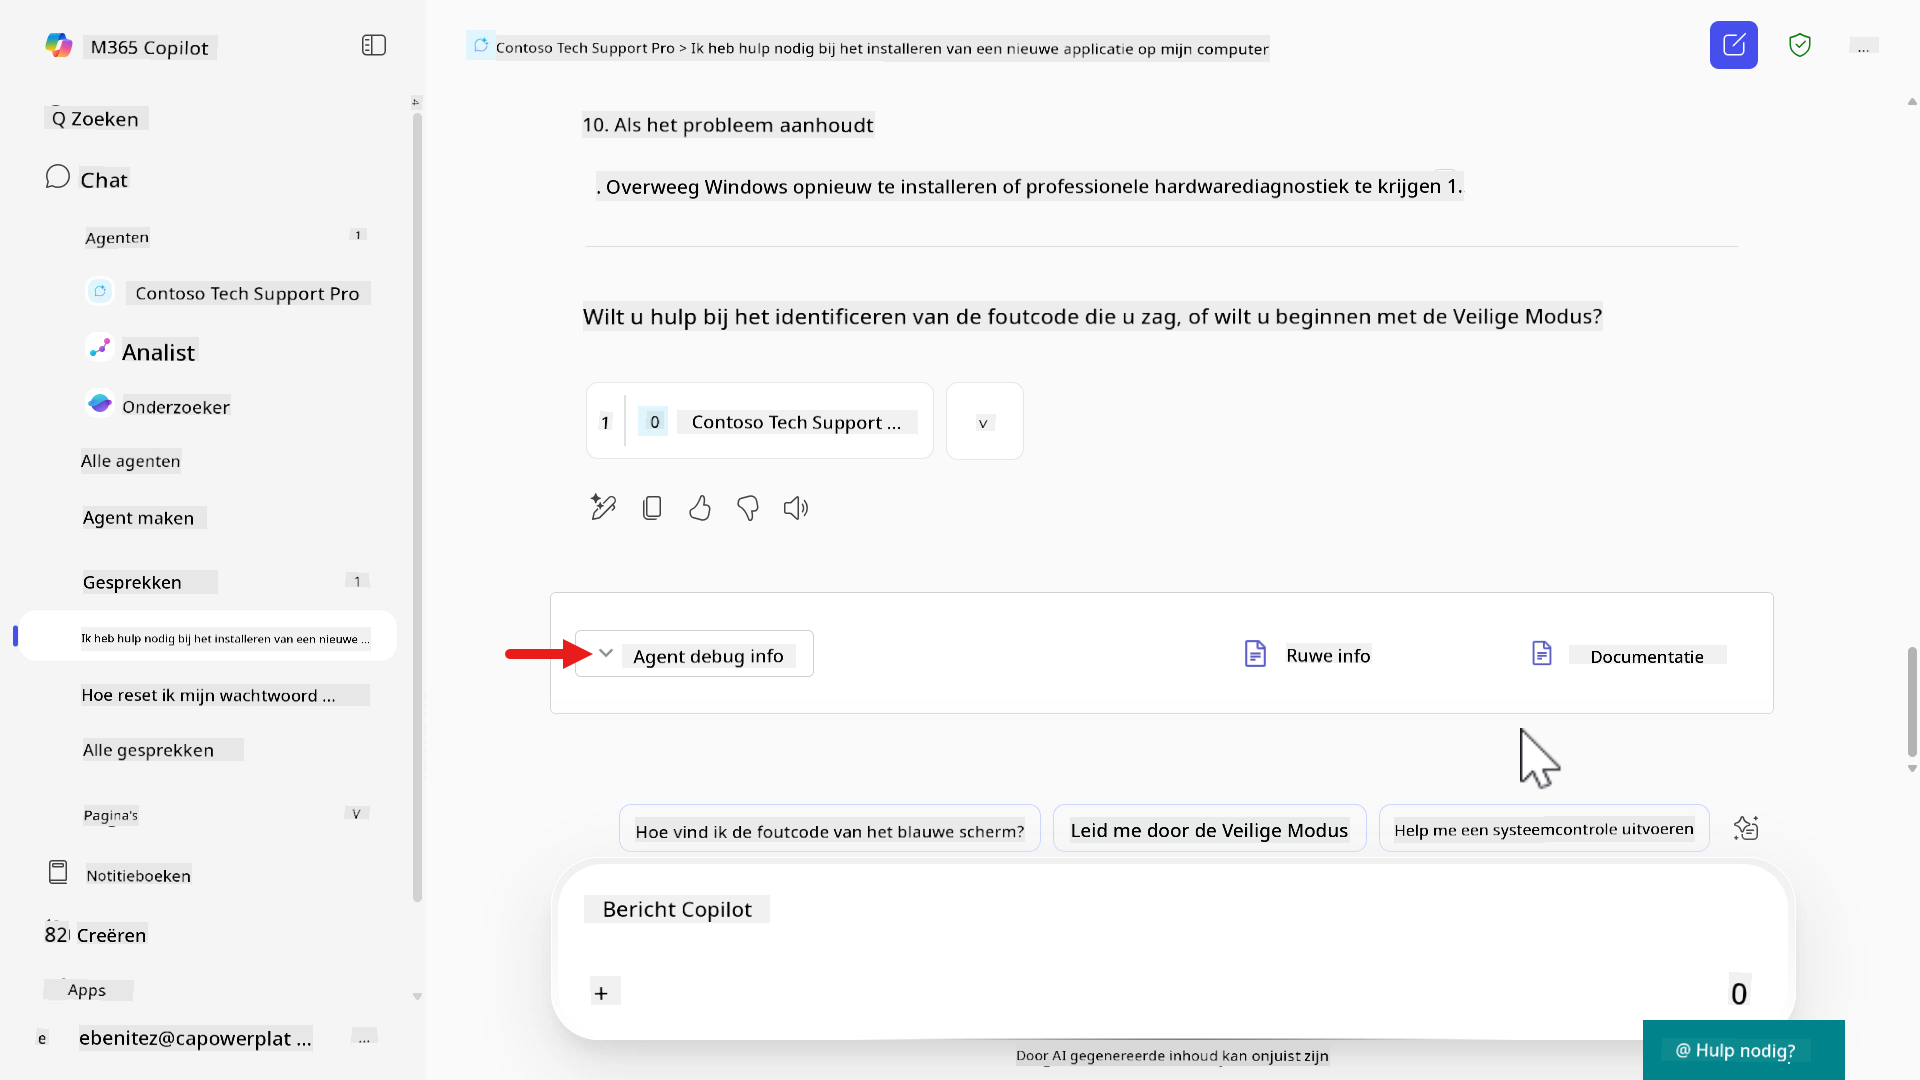 M365 Copilot
Q Zoeken
Chat
Agenten 1
Contoso Tech Support Pro
Analist
Onderzoeker
Alle agenten
Agent maken
Gesprekken 1
Ik heb hulp nodig bij het installeren van een nieuwe ...
Hoe reset ik mijn wachtwoord ...
Alle gesprekken
Pagina's V
Notitieboeken
82 Creëren
Apps
e ebenitez@capowerplat ... ...
Contoso Tech Support Pro > Ik heb hulp nodig bij het installeren van een nieuwe applicatie op mijn computer
...
10. Als het probleem aanhoudt
. Overweeg Windows opnieuw te installeren of professionele hardwarediagnostiek te krijgen 1.
Wilt u hulp bij het identificeren van de foutcode die u zag, of wilt u beginnen met de Veilige Modus?
1 0 Contoso Tech Support ... v
Agent debug info Ruwe info Documentatie
Hoe vind ik de foutcode van het blauwe scherm? Leid me door de Veilige Modus Help me een systeemcontrole uitvoeren
Bericht Copilot
+ 0
Door AI gegenereerde inhoud kan onjuist zijn
@ Hulp nodig?